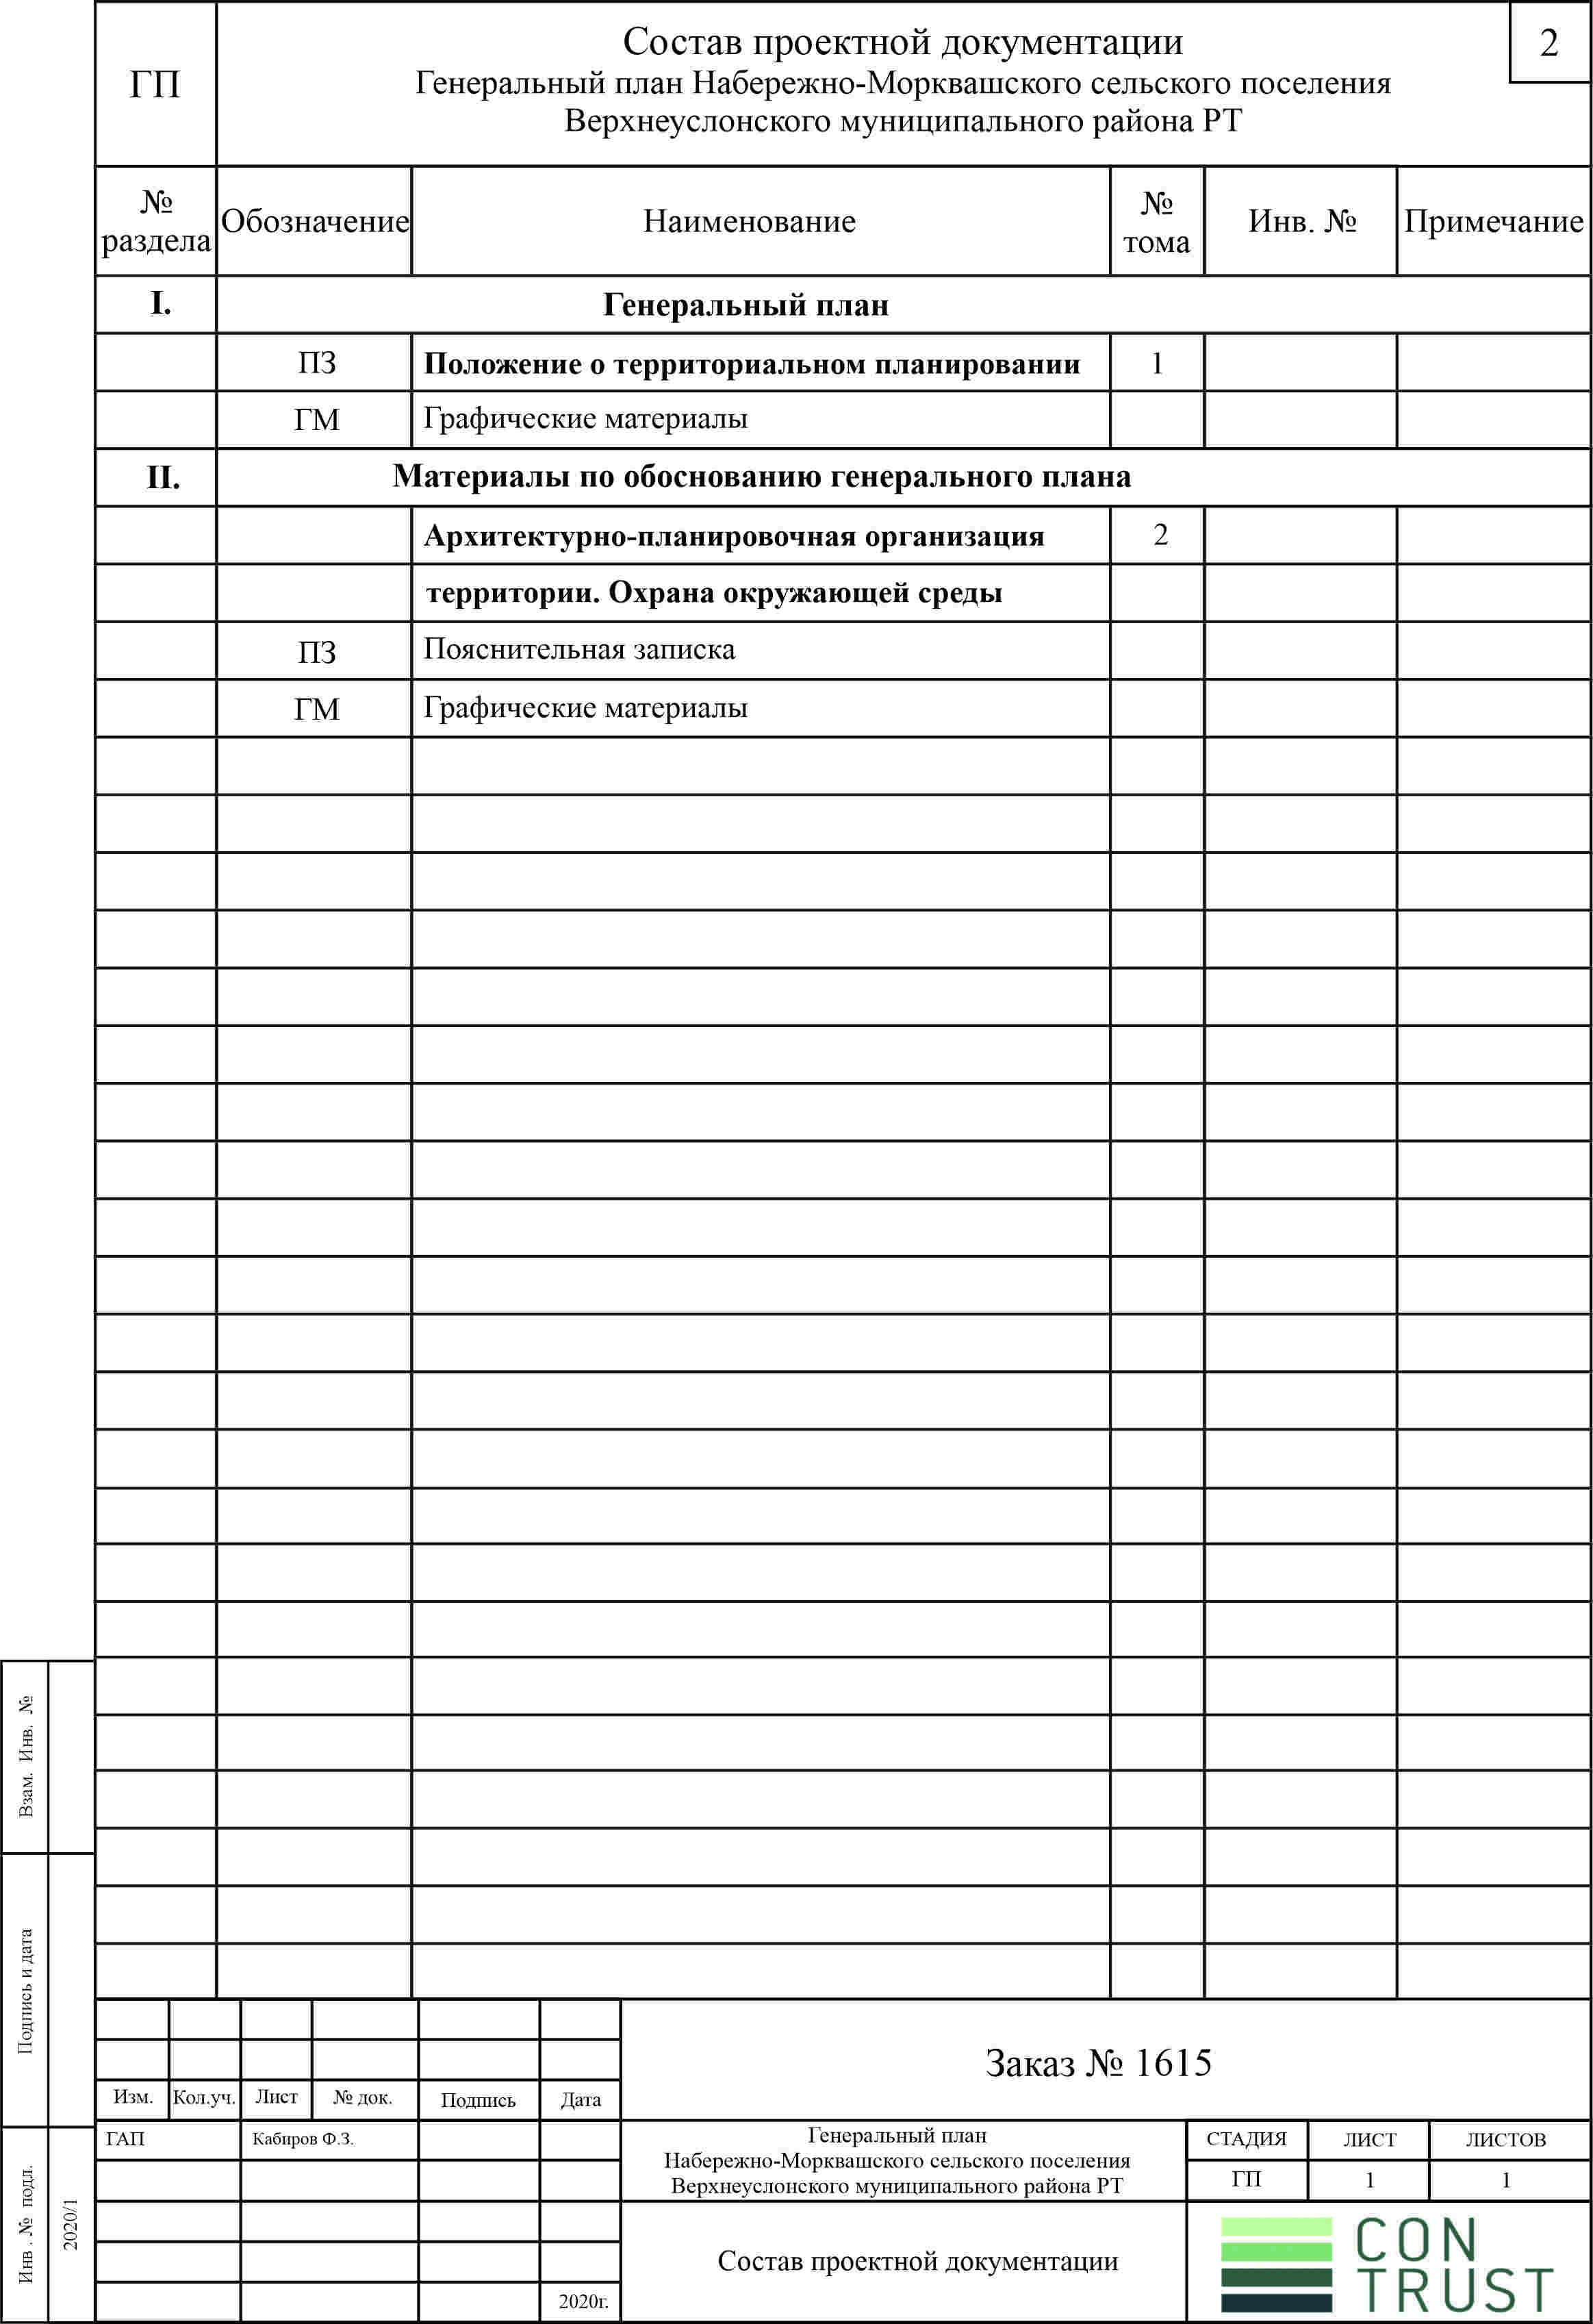 ГП
Состав проектной документации
Генеральный план Набережно-Морквашского сельского поселения
Верхнеуслонского муниципального района РТ
2
№ раздела
Обозначение
Наименование
№ тома
Инв. №
Примечание
I.
Генеральный план
ПЗ
Положение о территориальном планировании
1
ГМ
Графические материалы
II.
Материалы по обоснованию генерального плана
Архитектурно-планировочная организация
2
территории. Охрана окружающей среды
ПЗ
Пояснительная записка
ГМ
Графические материалы
Взам. Инв. №
Подпись и дата
Инв . № подл.
2020/1
Заказ № 1615
Изм.
Кол.уч.
Лист
№ док.
Подпись
Дата
ГАП
Кабиров Ф.З.
Генеральный план
Набережно-Морквашского сельского поселения
Верхнеуслонского муниципального района РТ
СТАДИЯ
ЛИСТ
ЛИСТОВ
ГП
1
1
Состав проектной документации
2020г.
CON
TRUST